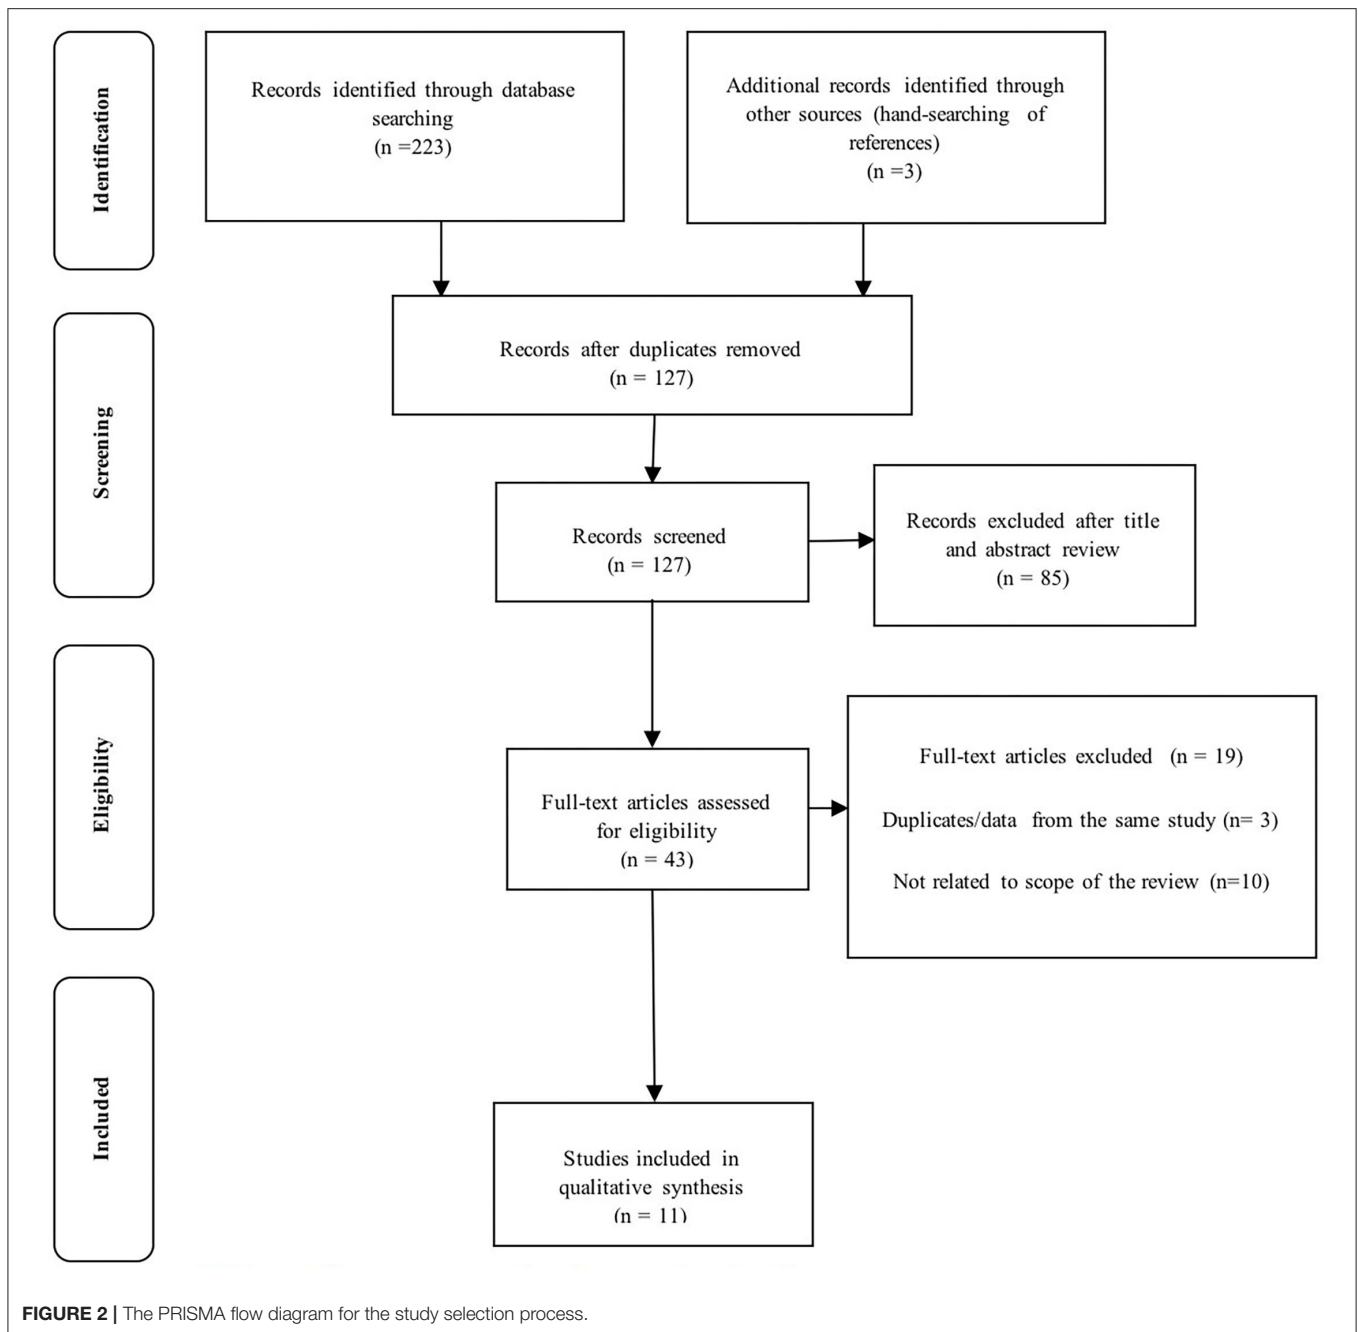 Identification
Records identified through database
searching
(n =223)
Additional records identified through
other sources (hand-searching of
references)
(n =3)
Screening
Records after duplicates removed
(n = 127)
Records screened
(n = 127)
Records excluded after title
and abstract review
(n = 85)
Eligibility
Full-text articles assessed
for eligibility
(n = 43)
Full-text articles excluded (n = 19)
Duplicates/data from the same study (n= 3)
Not related to scope of the review (n=10)
Included
Studies included in
qualitative synthesis
(n = 11)
FIGURE 2 | The PRISMA flow diagram for the study selection process.